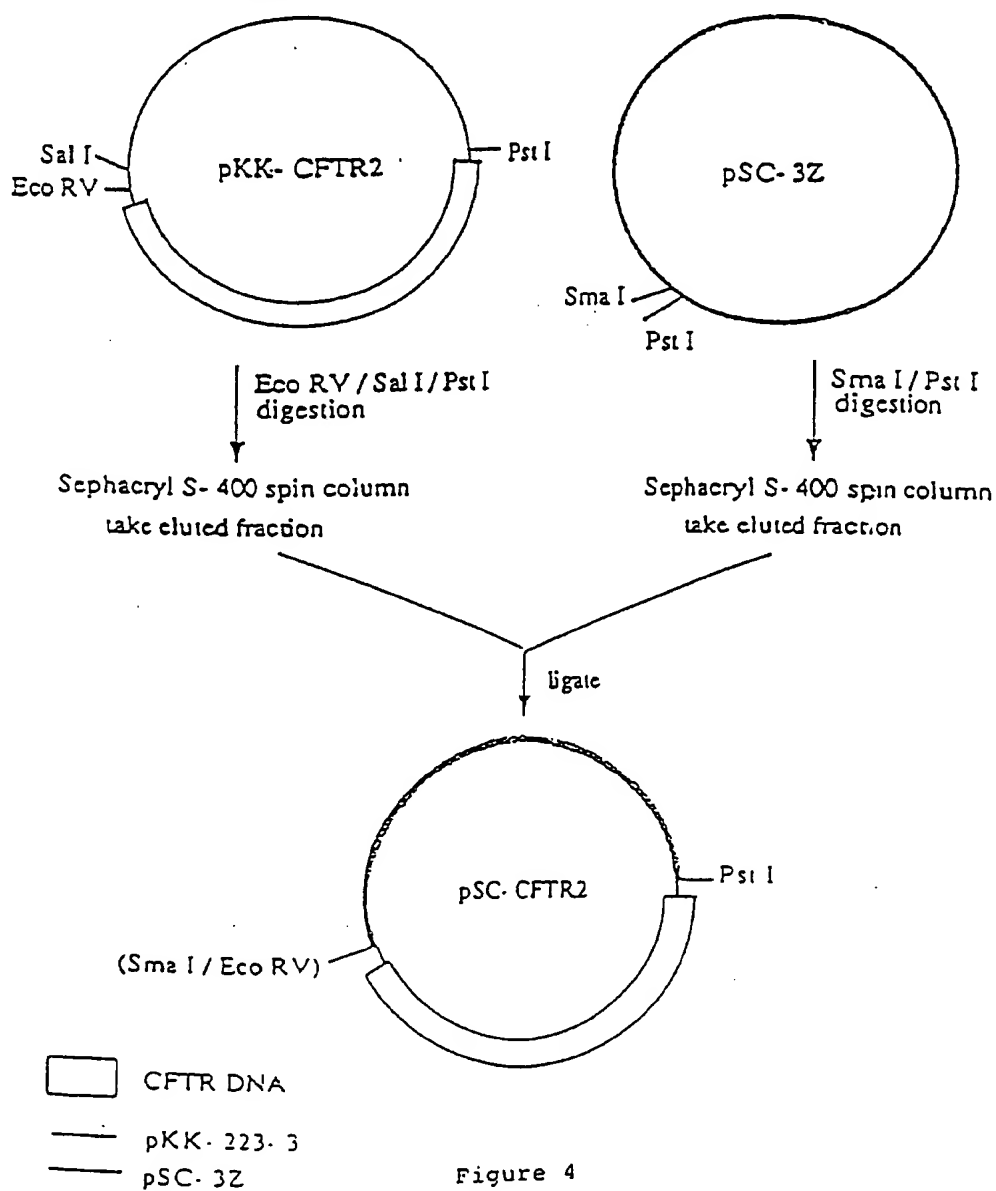 Sal I
Eco RV
pKK- CFTR2
Pst I
pSC- 3Z
Sma I
Pst I
Eco RV / Sal I / Pst I
digestion
Sma I / Pst I
digestion
Sephacryl S- 400 spin column
take eluted fraction
Sephacryl S- 400 spin column
take eluted fraction
ligate
pSC- CFTR2
Pst I
(Sma I / Eco RV)
CFTR DNA
pKK- 223- 3
pSC- 3Z
Figure 4